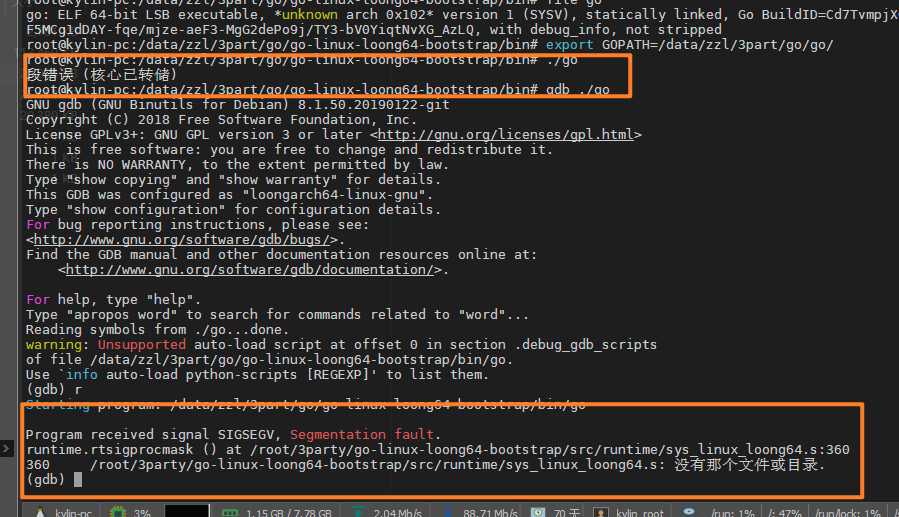 root@kylin-pc:/data/zzl/3part/go/go-linux-loong64-bootstrap/bin# file go
go: ELF 64-bit LSB executable, *unknown arch 0x102* version 1 (SYSV), statically linked, Go BuildID=Cd7TvmpjX
F5MCg1dDAY-fqe/mjze-aeF3-MgG2dePo9j/TY3-bV0YiqtNvXG_AzLQ, with debug_info, not stripped
root@kylin-pc:/data/zzl/3part/go/go-linux-loong64-bootstrap/bin# export GOPATH=/data/zzl/3part/go/go/
root@kylin-pc:/data/zzl/3part/go/go-linux-loong64-bootstrap/bin# ./go
段错误 (核心已转储)
root@kylin-pc:/data/zzl/3part/go/go-linux-loong64-bootstrap/bin# gdb ./go
GNU gdb (GNU Binutils for Debian) 8.1.50.20190122-git
Copyright (C) 2018 Free Software Foundation, Inc.
License GPLv3+: GNU GPL version 3 or later <http://gnu.org/licenses/gpl.html>
This is free software: you are free to change and redistribute it.
There is NO WARRANTY, to the extent permitted by law.
Type "show copying" and "show warranty" for details.
This GDB was configured as "loongarch64-linux-gnu".
Type "show configuration" for configuration details.
For bug reporting instructions, please see:
<http://www.gnu.org/software/gdb/bugs/>.
Find the GDB manual and other documentation resources online at:
<http://www.gnu.org/software/gdb/documentation/>.
For help, type "help".
Type "apropos word" to search for commands related to "word"...
Reading symbols from ./go...done.
warning: Unsupported auto-load script at offset 0 in section .debug_gdb_scripts
of file /data/zzl/3part/go/go-linux-loong64-bootstrap/bin/go.
Use `info auto-load python-scripts [REGEXP]' to list them.
(gdb) r
Starting program: /data/zzl/3part/go/go-linux-loong64-bootstrap/bin/go
Program received signal SIGSEGV, Segmentation fault.
runtime.rtsigprocmask () at /root/3party/go-linux-loong64-bootstrap/src/runtime/sys_linux_loong64.s:360
360 /root/3party/go-linux-loong64-bootstrap/src/runtime/sys_linux_loong64.s: 没有那个文件或目录.
(gdb)
kylin-pc 3% 1.15 GB / 7.78 GB 2.04 Mb/s 88.71 Mb/s 70 天 kylin_root /run: 1% /: 47% /run/lock: 1%